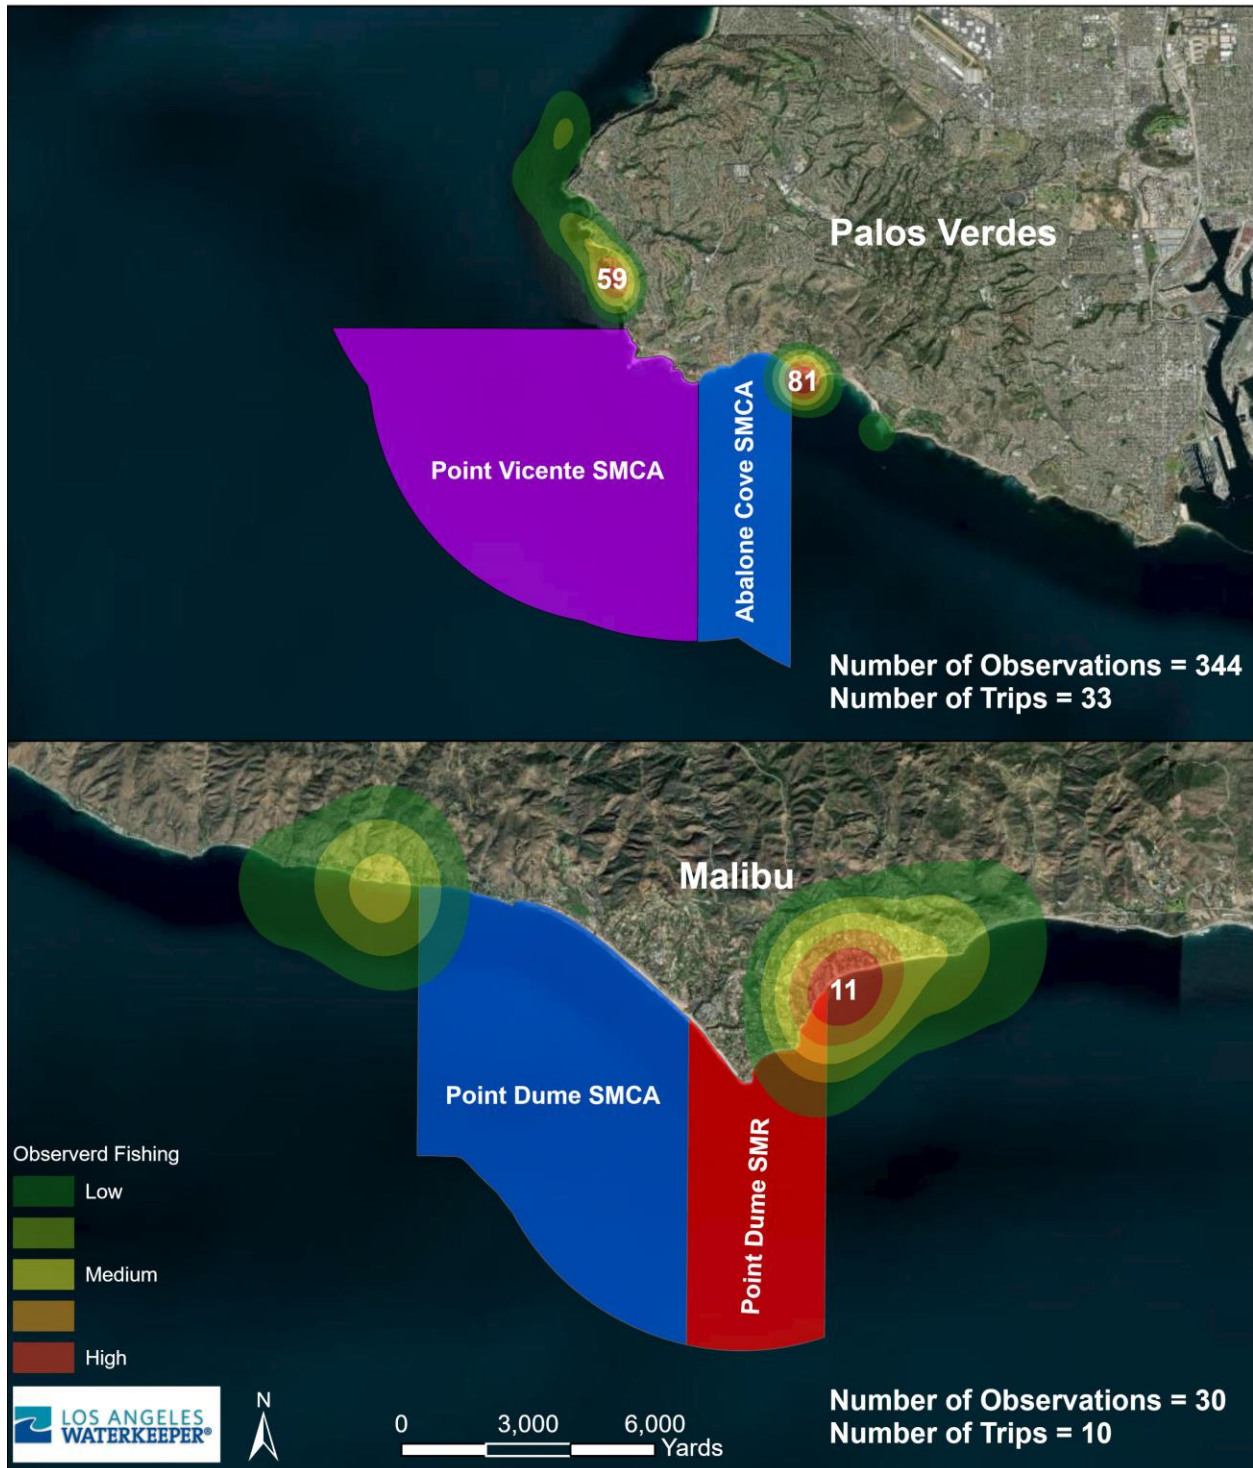 Palos Verdes
59
81
Point Vicente SMCA
Abalone Cove SMCA
Number of Observations = 344
Number of Trips = 33
Malibu
11
Point Dume SMCA
Point Dume SMR
Observerd Fishing
Low
Medium
High
LOS ANGELES
WATERKEEPER®
N
0 3,000 6,000
Yards
Number of Observations = 30
Number of Trips = 10